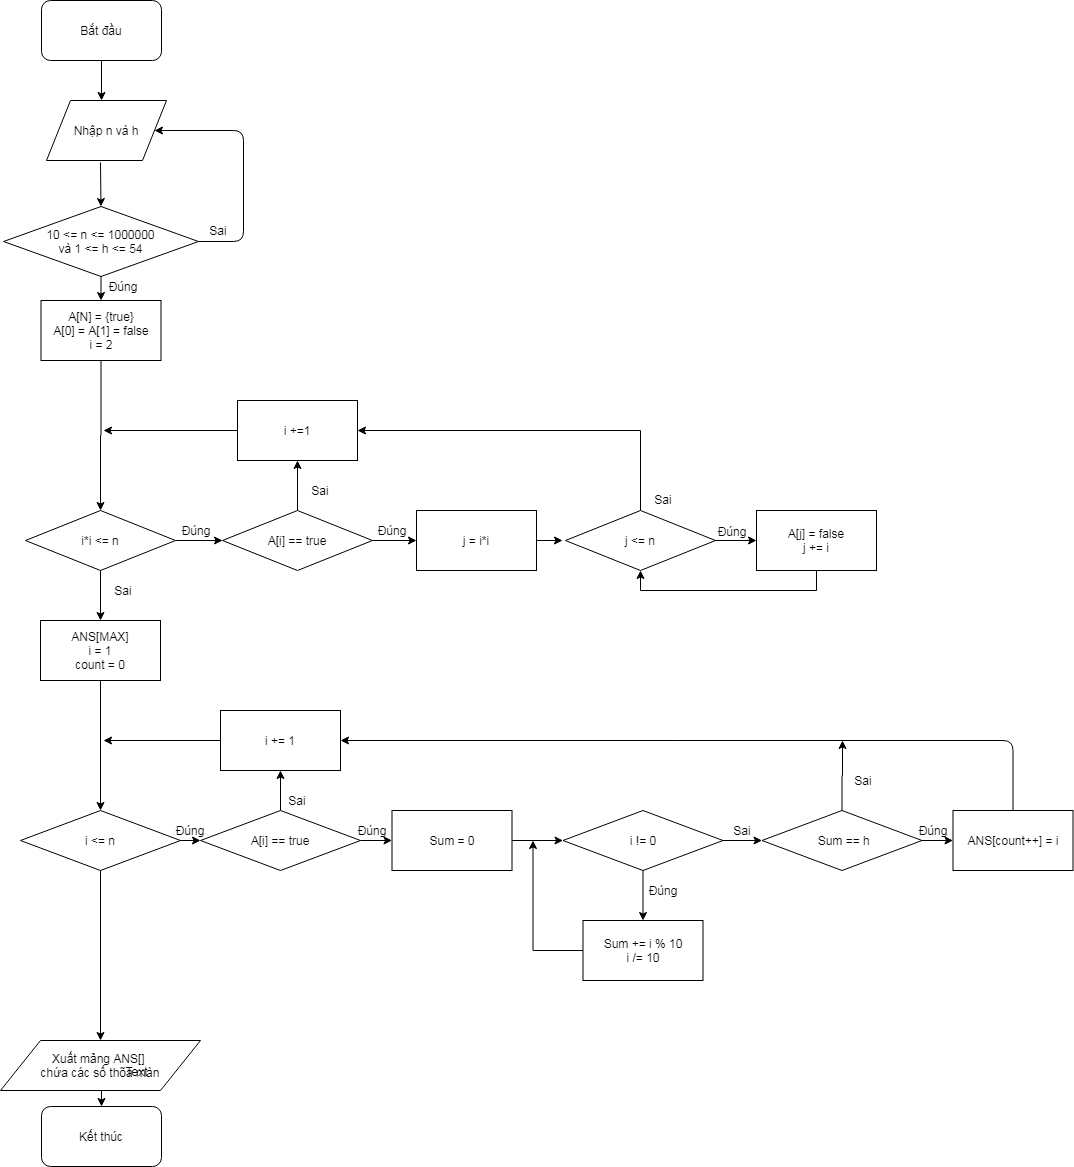 Bắt đầu
Nhập n và h
Sai
10 <= n <= 1000000
và 1 <= h <= 54
Đúng
A[N] = {true}
A[0] = A[1] = false
i = 2
i +=1
Sai
Sai
i*i <= n
Đúng
A[i] == true
Đúng
j = i*i
j <= n
Đúng
A[j] = false
j += i
Sai
ANS[MAX]
i = 1
count = 0
i += 1
Sai
Sai
i <= n
Đúng
A[i] == true
Đúng
Sum = 0
i != 0
Sai
Sum == h
Đúng
ANS[count++] = i
Đúng
Sum += i % 10
i /= 10
Xuất mảng ANS[]
chứa các số thõa mãn
Text
Kết thúc